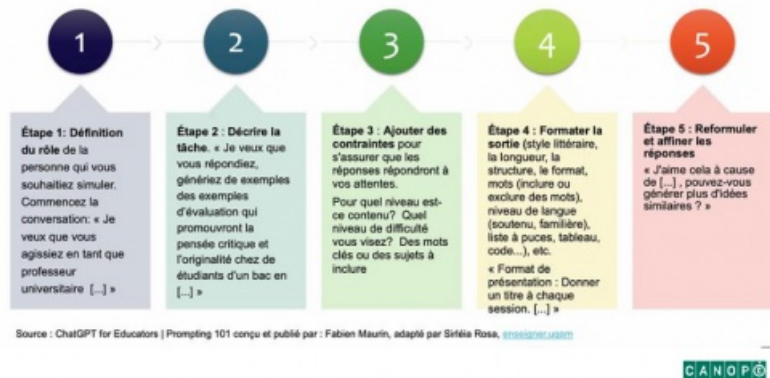 1
2
3
4
5
Étape 1: Définition
du rôle de la
personne qui vous
souhaitiez simuler.
Commencez la
conversation: « Je
veux que vous
agissiez en tant que
professeur
universitaire [...] »
Étape 2 : Décrire la
tâche. « Je veux que
vous répondiez,
génériez de exemples
des exemples
d'évaluation qui
promouvront la
pensée critique et
l'originalité chez de
étudiants d'un bac en
[...] »
Étape 3 : Ajouter des
contraintes pour
s'assurer que les
réponses répondront à
vos attentes.
Pour quel niveau est-
ce contenu? Quel
niveau de difficulté
vous visez? Des mots
clés ou des sujets à
inclure
Étape 4 : Formater la
sortie (style littéraire,
la longueur, la
structure, le format,
mots (inclure ou
exclure des mots),
niveau de langue
(soutenu, familière),
liste à puces, tableau,
code...), etc.
« Format de
présentation : Donner
un titre à chaque
session. [...] »
Étape 5 : Reformuler
et affiner les
réponses
« J'aime cela à cause
de [...] , pouvez-vous
générer plus d'idées
similaires ? »
Source : ChatGPT for Educators | Prompting 101 conçu et publié par : Fabien Maurin, adapté par Sirléia Rosa, enseigner.uqam
CANOPÉ